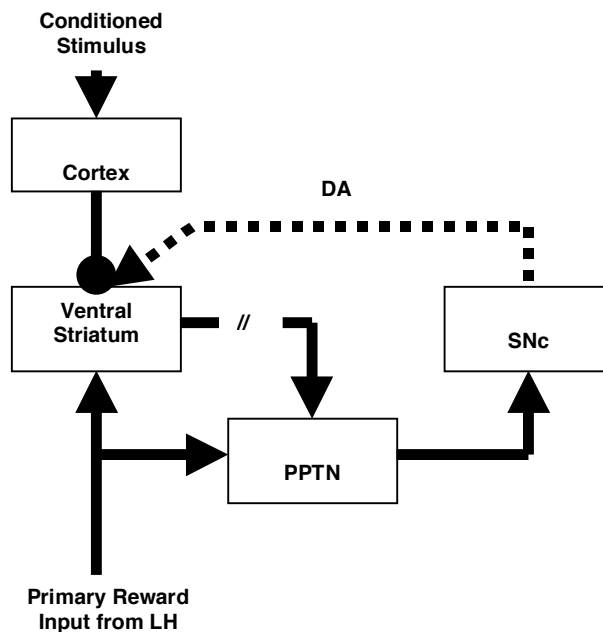 Conditioned
Stimulus
Cortex
DA
Ventral
Striatum
//
SNc
PPTN
Primary Reward
Input from LH